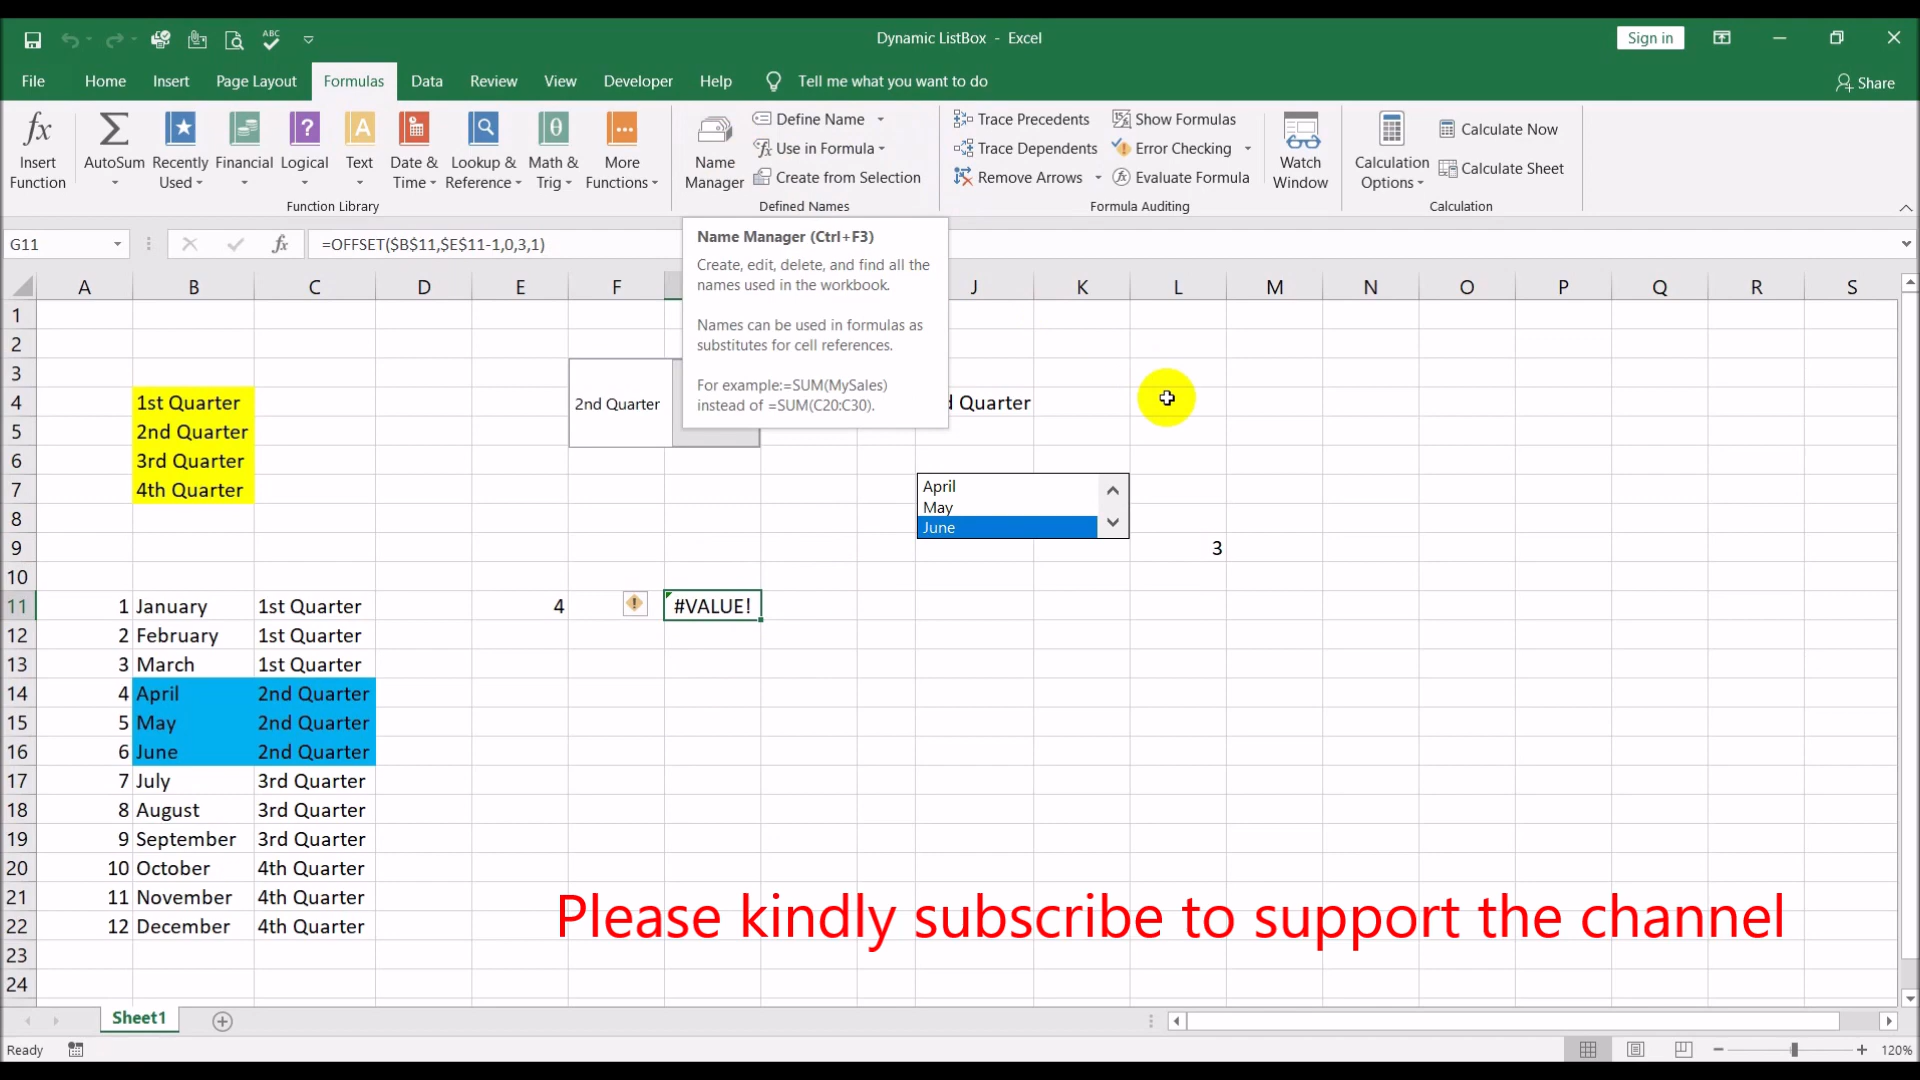 Dynamic ListBox - Excel
Sign in
File Home Insert Page Layout Formulas Data Review View Developer Help Tell me what you want to do
Share
Insert Function
AutoSum
Recently Used
Financial
Logical
Text
Date & Time
Lookup & Reference
Math & Trig
More Functions
Function Library
Name Manager
Define Name
Use in Formula
Create from Selection
Defined Names
Trace Precedents
Trace Dependents
Remove Arrows
Show Formulas
Error Checking
Evaluate Formula
Formula Auditing
Watch Window
Calculation Options
Calculate Now
Calculate Sheet
Calculation
G11
=OFFSET($B$11,$E$11-1,0,3,1)
Name Manager (Ctrl+F3)
Create, edit, delete, and find all the
names used in the workbook.
Names can be used in formulas as
substitutes for cell references.
For example:=SUM(MySales)
instead of =SUM(C20:C30).
A B C D E F J K L M N O P Q R S
1
2
3
4 1st Quarter 2nd Quarter Quarter
5 2nd Quarter
6 3rd Quarter
7 4th Quarter
April
May
June
8
9 3
10
11 1 January 1st Quarter 4 #VALUE!
12 2 February 1st Quarter
13 3 March 1st Quarter
14 4 April 2nd Quarter
15 5 May 2nd Quarter
16 6 June 2nd Quarter
17 7 July 3rd Quarter
18 8 August 3rd Quarter
19 9 September 3rd Quarter
20 10 October 4th Quarter
21 11 November 4th Quarter
22 12 December 4th Quarter
23
24
Please kindly subscribe to support the channel
Sheet1
Ready
120%